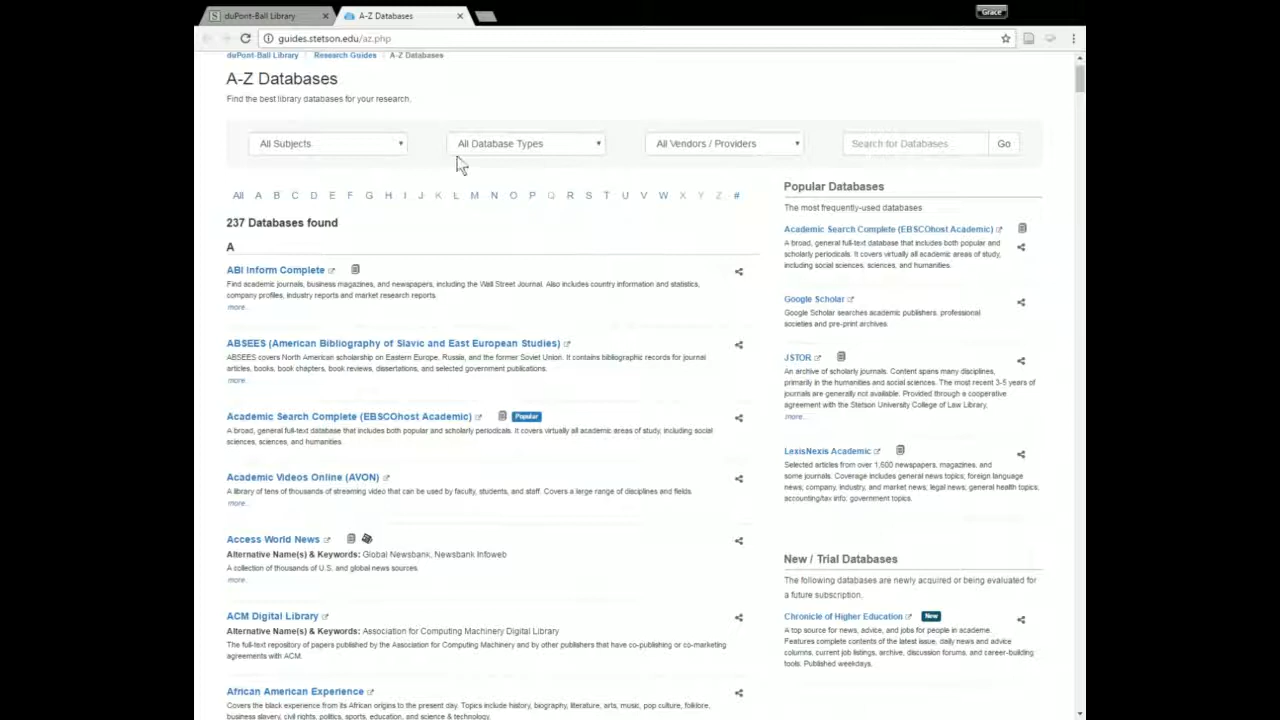 duPont-Ball Library
A-Z Databases
Grace
guides.stetson.edu/az.php
duPont-Ball Library Research Guides A-Z Databases
A-Z Databases
Find the best library databases for your research.
All Subjects
All Database Types
All Vendors / Providers
Search for Databases
Go
All A B C D E F G H I J K L M N O P Q R S T U V W X Y Z #
237 Databases found
A
ABI Inform Complete
Find academic journals, business magazines, and newspapers, including the Wall Street Journal. Also includes country information and statistics,
company profiles, industry reports and market research reports.
more...
ABSEES (American Bibliography of Slavic and East European Studies)
ABSEES covers North American scholarship on Eastern Europe, Russia, and the former Soviet Union. It contains bibliographic records for journal
articles, books, book chapters, book reviews, dissertations, and selected government publications.
more...
Academic Search Complete (EBSCOhost Academic) Popular
A broad, general full-text database that includes both popular and scholarly periodicals. It covers virtually all academic areas of study, including social
sciences, sciences, and humanities.
Academic Videos Online (AVON)
A library of tens of thousands of streaming video that can be used by faculty, students, and staff. Covers a large range of disciplines and fields.
more...
Access World News
Alternative Name(s) & Keywords: Global Newsbank, Newsbank Infoweb
A collection of thousands of U.S. and global news sources.
more...
ACM Digital Library
Alternative Name(s) & Keywords: Association for Computing Machinery Digital Library
The full-text repository of papers published by the Association for Computing Machinery and by other publishers that have co-publishing or co-marketing
agreements with ACM.
African American Experience
Covers the black experience from its African origins to the present day. Topics include history, biography, literature, arts, music, pop culture, folklore,
business slavery, civil rights, politics, sports, education, and science & technology.
Popular Databases
The most frequently-used databases
Academic Search Complete (EBSCOhost Academic)
A broad, general full-text database that includes both popular and
scholarly periodicals. It covers virtually all academic areas of study,
including social sciences, sciences, and humanities.
Google Scholar
Google Scholar searches academic publishers, professional
societies and pre-print archives.
JSTOR
An archive of scholarly journals. Content spans many disciplines,
primarily in the humanities and social sciences. The most recent 3-5 years of
journals are generally not available. Provided through a cooperative
agreement with the Stetson University College of Law Library.
more...
LexisNexis Academic
Selected articles from over 1,600 newspapers, magazines, and
some journals. Coverage includes general news topics; foreign language
news; company, industry, and market news; legal news; general health topics;
accounting/tax info; government topics.
New / Trial Databases
The following databases are newly acquired or being evaluated for
a future subscription.
Chronicle of Higher Education New
A top source for news, advice, and jobs for people in academe.
Features complete contents of the latest issue, daily news and advice
columns, current job listings, archive, discussion forums, and career-building
tools. Published weekdays.